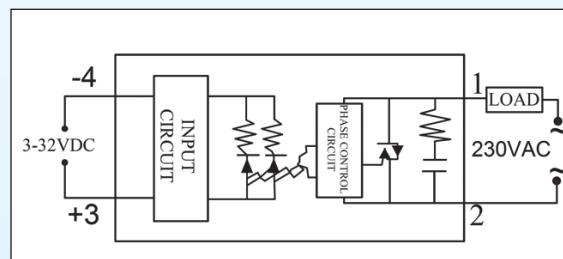 -4
3-32VDC
+3
INPUT
CIRCUIT
PHASE CONTROL
CIRCUIT
1
LOAD
~
230VAC
~
2